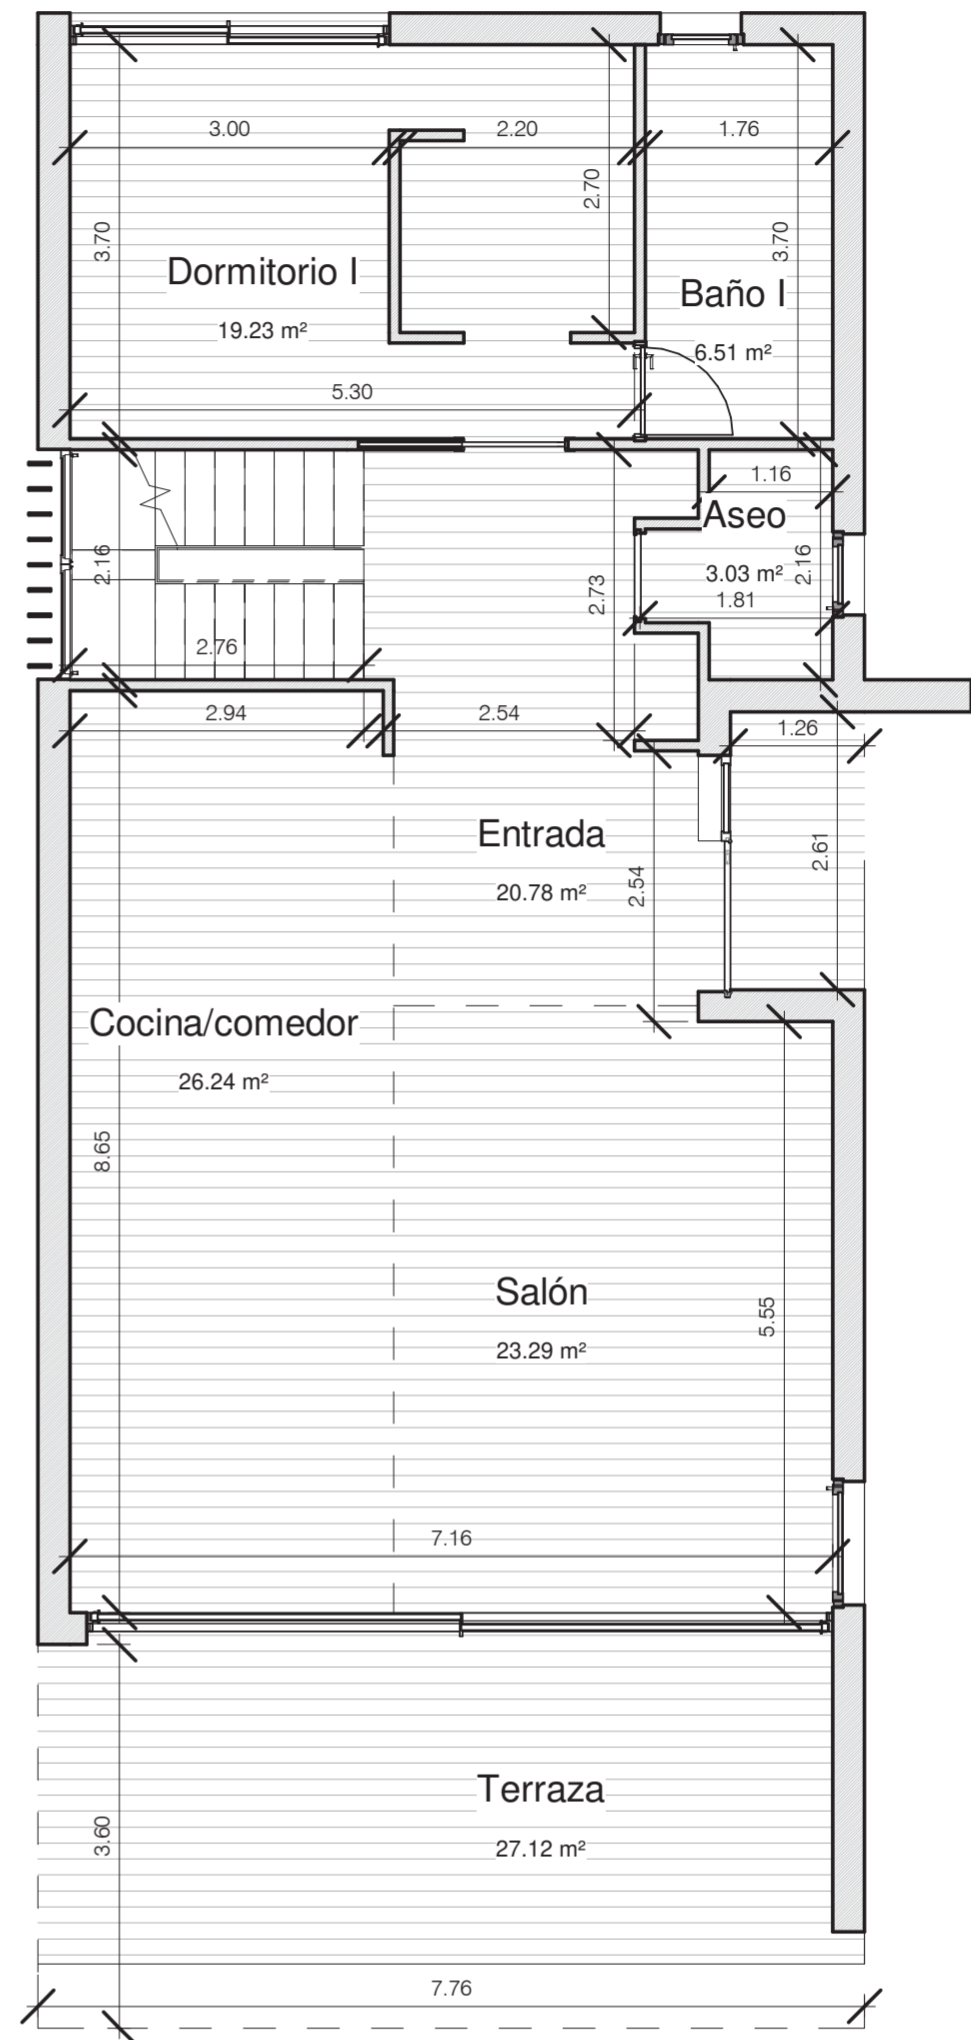 3.00
2.20
1.76
2.70
3.70
3.70
Dormitorio I
19.23 m²
Baño I
6.51 m²
5.30
1.16
Aseo
3.03 m²
2.16
2.16
1.81
2.73
2.76
2.94
2.54
1.26
Entrada
20.78 m²
2.54
2.61
Cocina/comedor
26.24 m²
8.65
Salón
23.29 m²
5.55
7.16
Terraza
27.12 m²
3.60
7.76